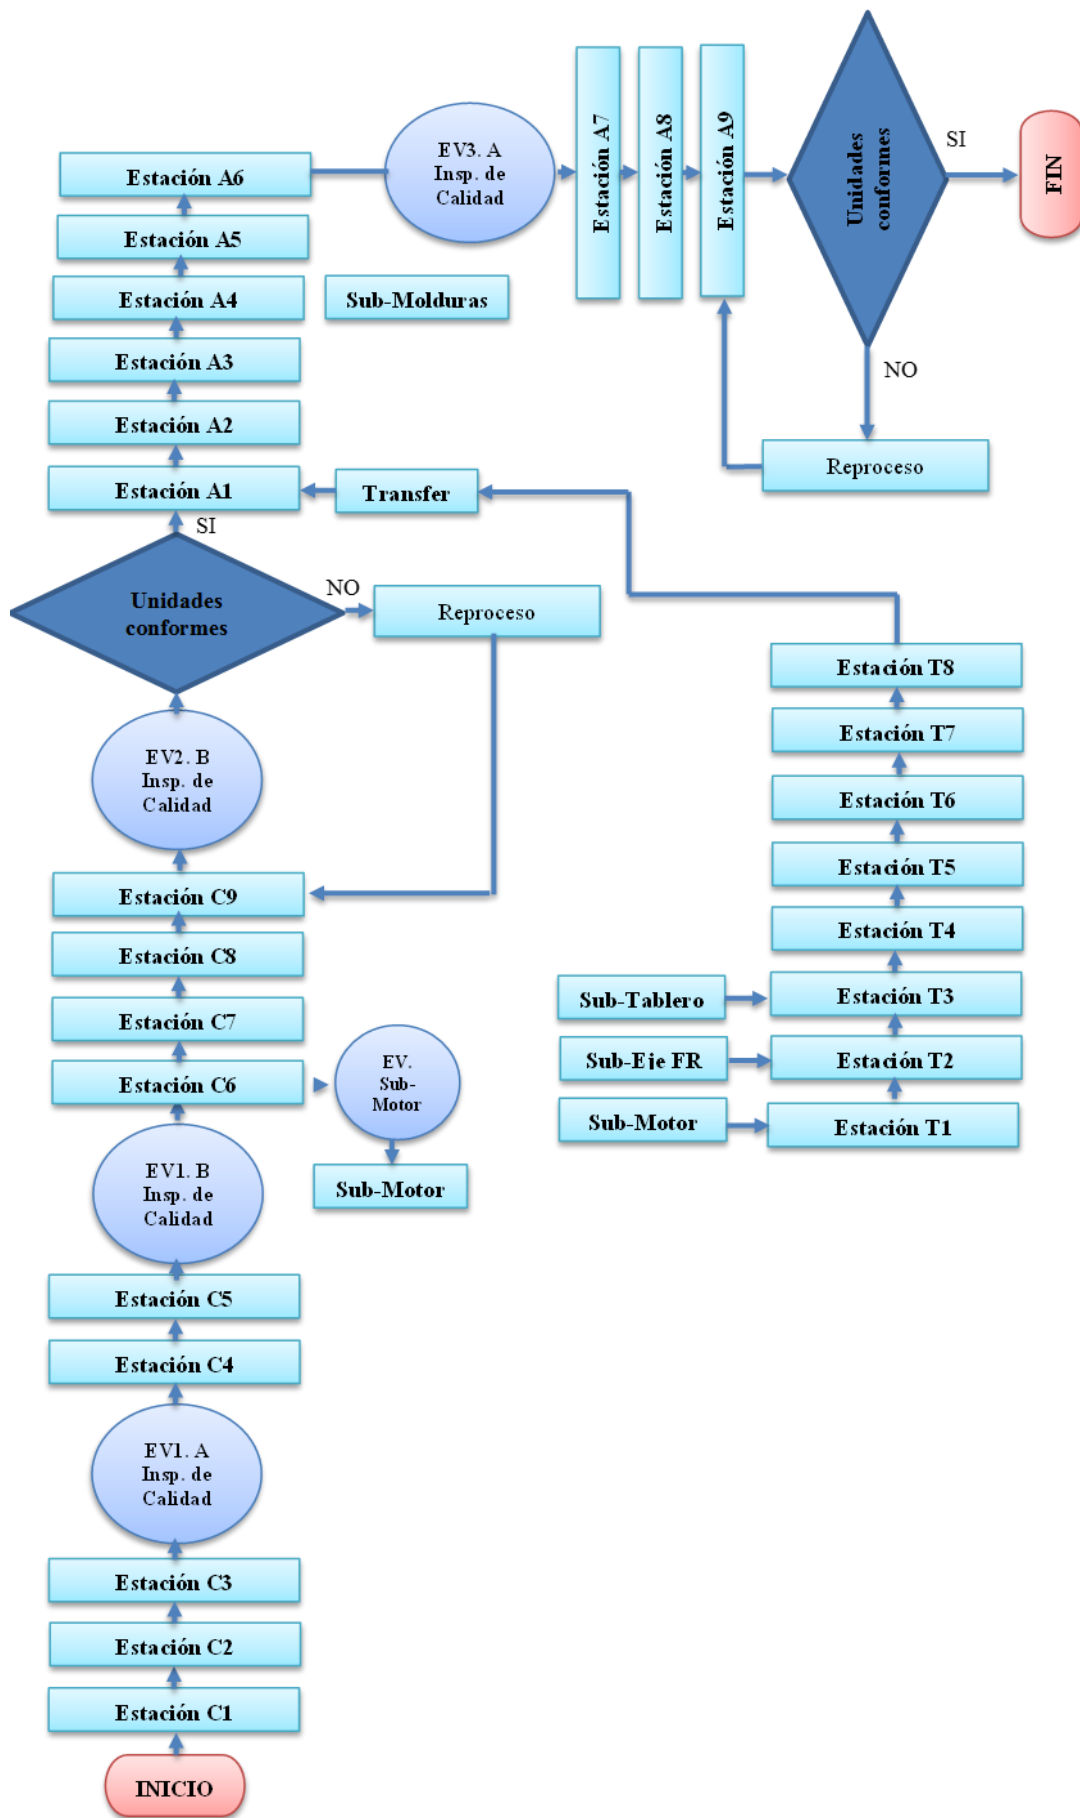 Estación A6
Estación A5
Estación A4
Estación A3
Estación A2
Estación A1
EV3. A
Insp. de
Calidad
Sub-Molduras
Estación A7
Estación A8
Estación A9
Unidades
conformes
SI
FIN
NO
Reproceso
Transfer
SI
Unidades
conformes
NO
Reproceso
EV2. B
Insp. de
Calidad
Estación C9
Estación C8
Estación C7
Estación C6
EV.
Sub-
Motor
Sub-Motor
EV1. B
Insp. de
Calidad
Estación C5
Estación C4
EV1. A
Insp. de
Calidad
Estación C3
Estación C2
Estación C1
INICIO
Estación T8
Estación T7
Estación T6
Estación T5
Estación T4
Sub-Tablero
Estación T3
Sub-Eje FR
Estación T2
Sub-Motor
Estación T1